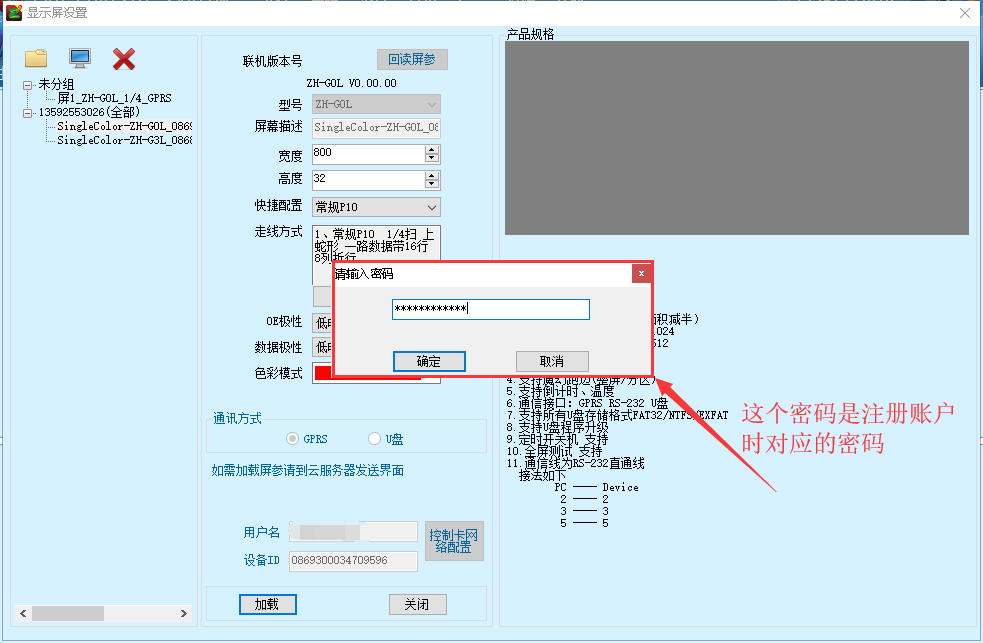 显示屏设置
未分组
屏1_ZH-G0L_1/4_GPRS
13592553026(全部)
SingleColor-ZH-G0L_0869
SingleColor-ZH-G3L_0868
联机版本号
回读屏参
ZH-G0L V0.00.00
型号
ZH-G0L
屏幕描述
SingleColor-ZH-G0L_08
宽度
800
高度
32
快捷配置
常规P10
走线方式
1、常规P10 1/4扫 上
蛇形 一路数据带16行
8列折行
OE极性
低
数据极性
低
色彩模式
通讯方式
GPRS
U盘
如需加载屏参请到云服务器发送界面
用户名
设备ID
0869300034709596
控制卡网
络配置
加载
关闭
请输入密码
x
************
确定
取消
产品规格
面积减半)
1024
512
4.支持魔幻跑边(整屏/分区)
5.支持倒计时、温度
6.通信接口: GPRS RS-232 U盘
7.支持所有U盘存储格式FAT32/NTFS/EXFAT
8.支持U盘程序升级
9.定时开关机 支持
10.全屏测试 支持
11.通信线为RS-232直通线
接法如下
PC —— Device
2 —— 2
3 —— 3
5 —— 5
这个密码是注册账户
时对应的密码